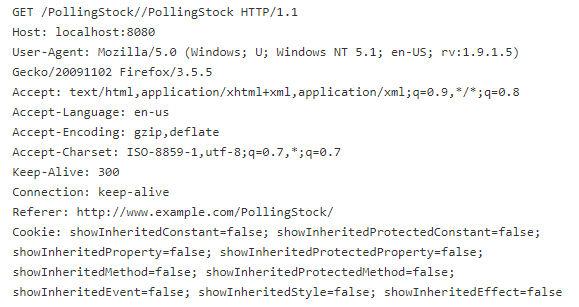 GET /PollingStock//PollingStock HTTP/1.1
Host: localhost:8080
User-Agent: Mozilla/5.0 (Windows; U; Windows NT 5.1; en-US; rv:1.9.1.5)
Gecko/20091102 Firefox/3.5.5
Accept: text/html,application/xhtml+xml,application/xml;q=0.9,*/*;q=0.8
Accept-Language: en-us
Accept-Encoding: gzip,deflate
Accept-Charset: ISO-8859-1,utf-8;q=0.7,*;q=0.7
Keep-Alive: 300
Connection: keep-alive
Referer: http://www.example.com/PollingStock/
Cookie: showInheritedConstant=false; showInheritedProtectedConstant=false;
showInheritedProperty=false; showInheritedProtectedProperty=false;
showInheritedMethod=false; showInheritedProtectedMethod=false;
showInheritedEvent=false; showInheritedStyle=false; showInheritedEffect=false